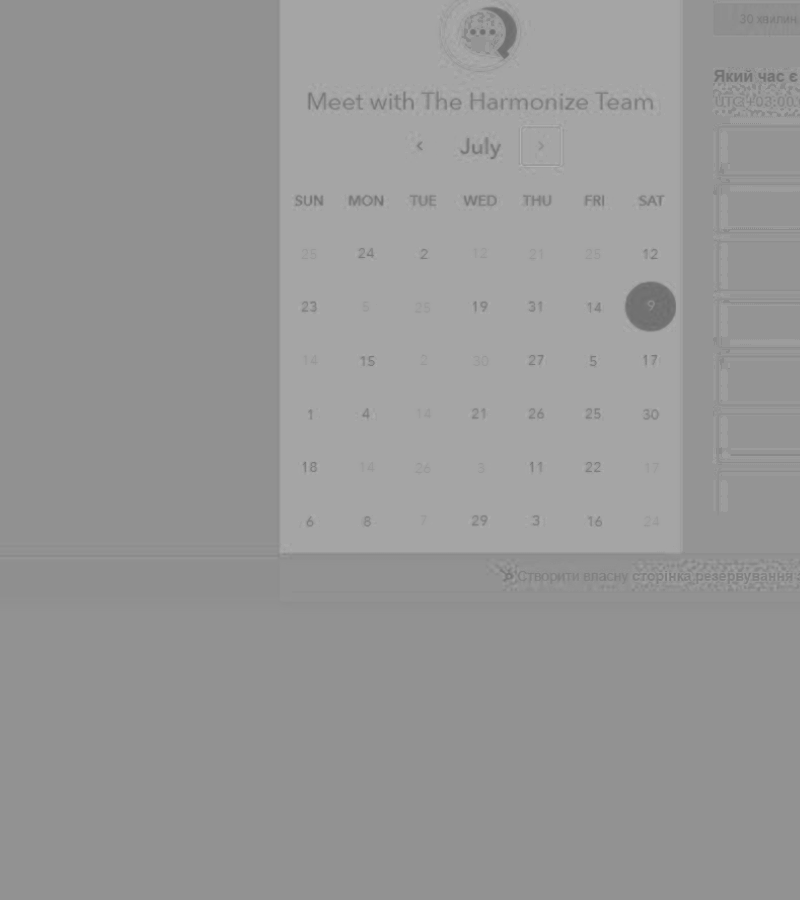 30 хвилин
Який час є
UTC +03:00
Meet with The Harmonize Team
‹ July ›
SUN MON TUE WED THU FRI SAT
25 24 2 12 21 25 12
23 5 25 19 31 14 9
14 15 2 30 27 5 17
1 4 14 21 26 25 30
18 14 26 3 11 22 17
6 8 7 29 3 16 24
Створити власну сторінка резервування з